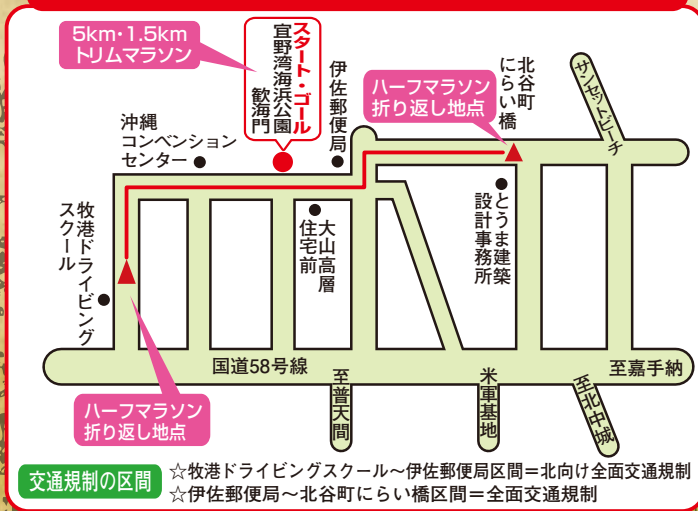 5km・1.5km
トリムマラソン
スタート・ゴール
宜野湾海浜公園
歓海門
伊佐郵便局
ハーフマラソン
折り返し地点
北谷町
にらい橋
サンセットビーチ
沖縄
コンベンション
センター
牧港ドライビング
スクール
大山高層
住宅前
とうま建築
設計事務所
国道58号線
至普天間
米軍基地
至北中城
至嘉手納
ハーフマラソン
折り返し地点
交通規制の区間
☆牧港ドライビングスクール〜伊佐郵便局区間=北向け全面交通規制
☆伊佐郵便局〜北谷町にらい橋区間=全面交通規制